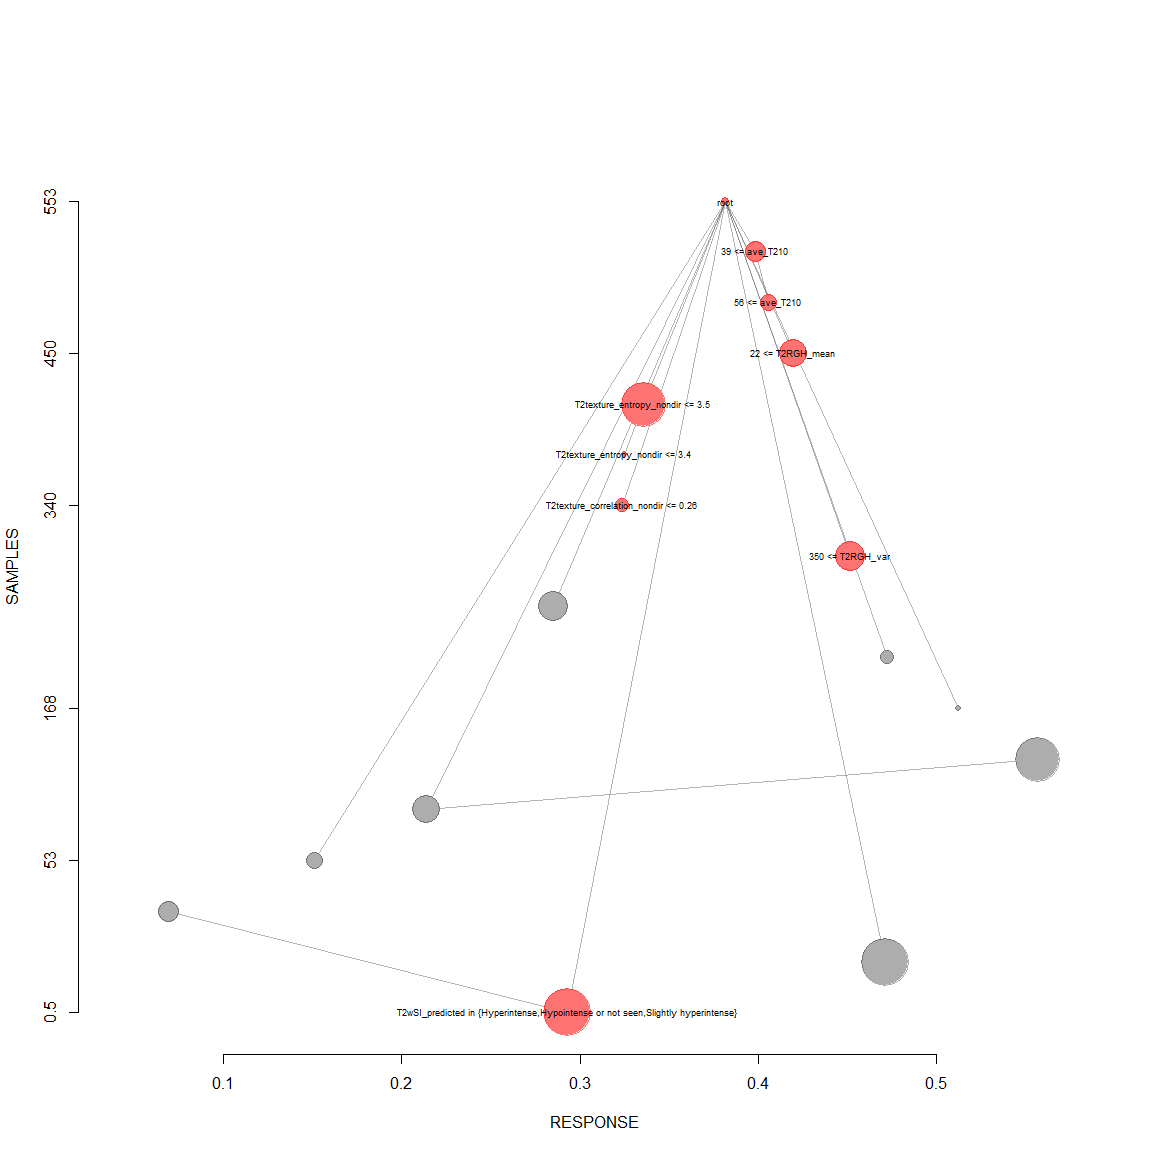 553
root
39 <= ave_T210
56 <= ave_T210
450
22 <= T2RGH_mean
T2texture_entropy_nondir <= 3.5
T2texture_entropy_nondir <= 3.4
340
T2texture_correlation_nondir <= 0.26
SAMPLES
350 <= T2RGH_var
168
53
0.5
T2wSI_predicted in {Hyperintense,Hypointense or not seen,Slightly hyperintense}
0.1 0.2 0.3 0.4 0.5
RESPONSE